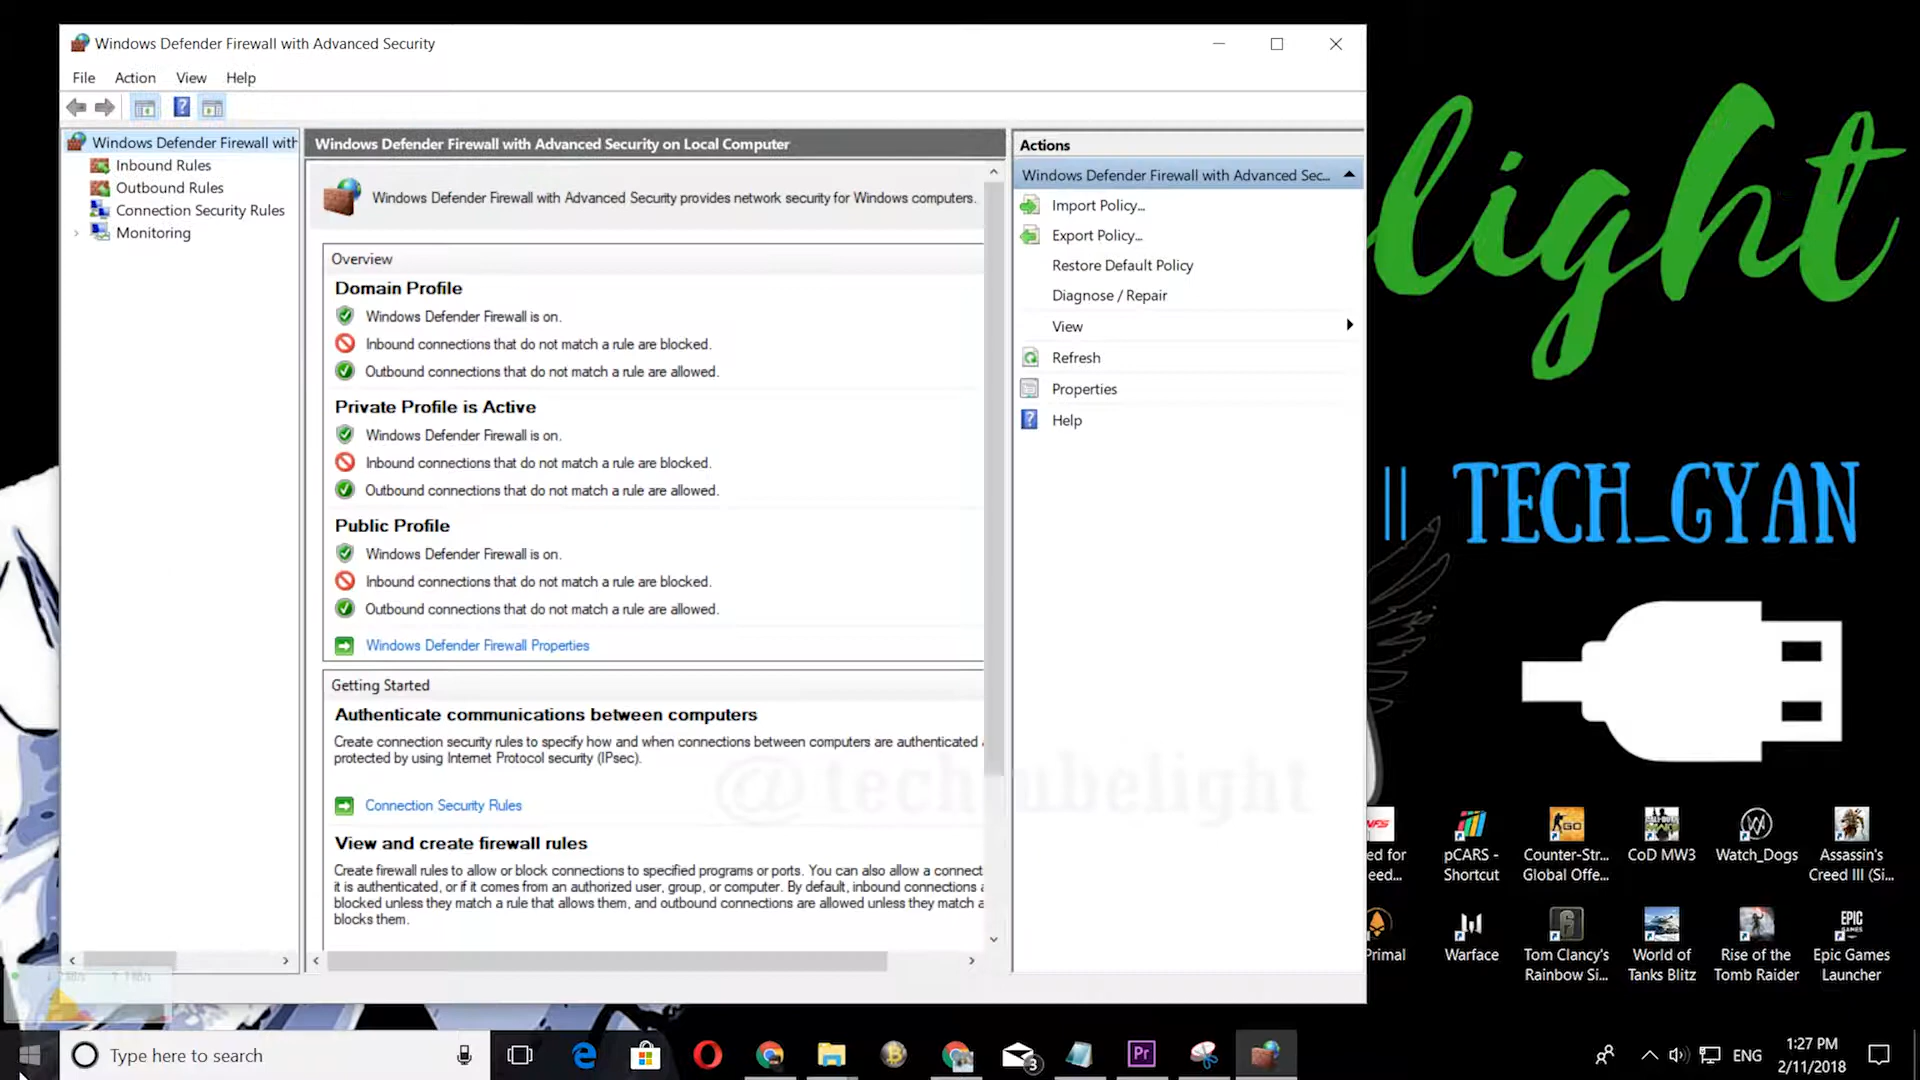 Windows Defender Firewall with Advanced Security
File Action View Help
Windows Defender Firewall with
Inbound Rules
Outbound Rules
Connection Security Rules
Monitoring
Windows Defender Firewall with Advanced Security on Local Computer
Windows Defender Firewall with Advanced Security provides network security for Windows computers.
Overview
Domain Profile
Windows Defender Firewall is on.
Inbound connections that do not match a rule are blocked.
Outbound connections that do not match a rule are allowed.
Private Profile is Active
Windows Defender Firewall is on.
Inbound connections that do not match a rule are blocked.
Outbound connections that do not match a rule are allowed.
Public Profile
Windows Defender Firewall is on.
Inbound connections that do not match a rule are blocked.
Outbound connections that do not match a rule are allowed.
Windows Defender Firewall Properties
Getting Started
Authenticate communications between computers
Create connection security rules to specify how and when connections between computers are authenticated
protected by using Internet Protocol security (IPsec).
Connection Security Rules
View and create firewall rules
Create firewall rules to allow or block connections to specified programs or ports. You can also allow a connect
it is authenticated, or if it comes from an authorized user, group, or computer. By default, inbound connections
blocked unless they match a rule that allows them, and outbound connections are allowed unless they match a
blocks them.
Actions
Windows Defender Firewall with Advanced Sec...
Import Policy...
Export Policy...
Restore Default Policy
Diagnose / Repair
View
Refresh
Properties
Help
light
|| TECH_GYAN
ed for
eed...
pCARS -
Shortcut
Counter-Str...
Global Offe...
CoD MW3
Watch_Dogs
Assassin's
Creed III (Si...
Primal
Warface
Tom Clancy's
Rainbow Si...
World of
Tanks Blitz
Rise of the
Tomb Raider
EPIC
GAMES
Epic Games
Launcher
Type here to search
3
Pr
ENG
1:27 PM
2/11/2018